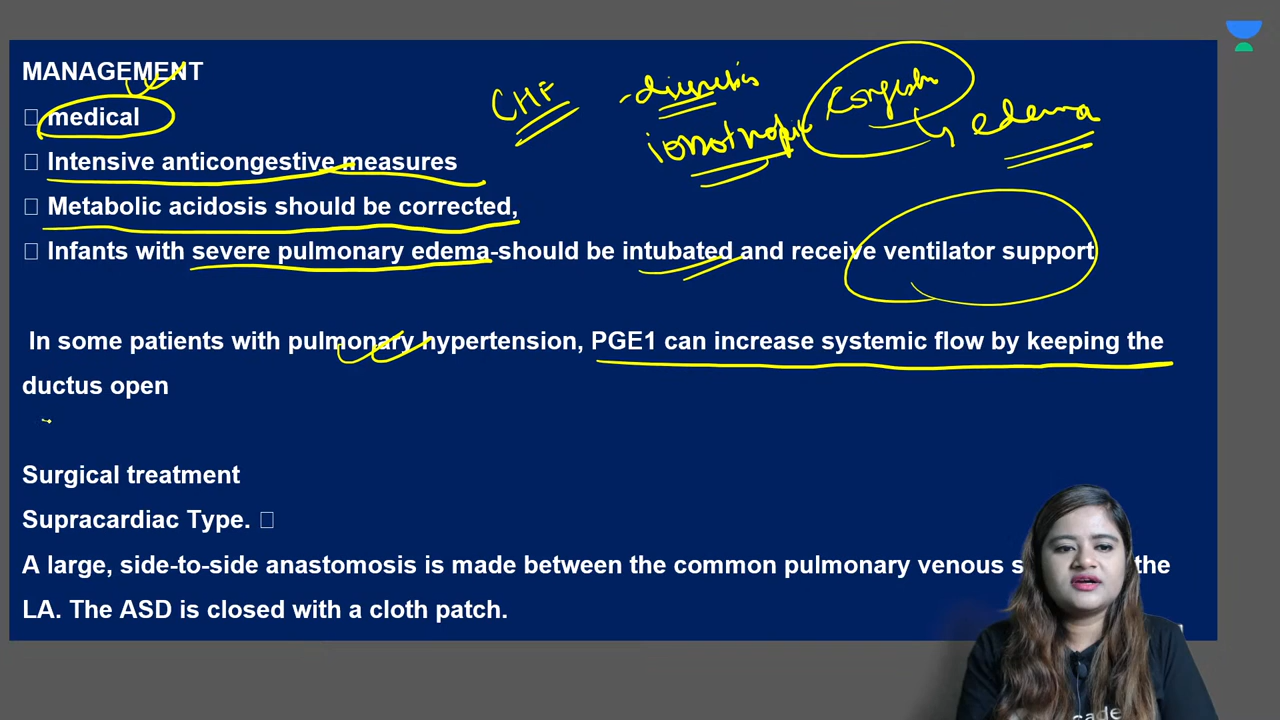 MANAGEMENT
medical
Intensive anticongestive measures
Metabolic acidosis should be corrected,
Infants with severe pulmonary edema-should be intubated and receive ventilator support
In some patients with pulmonary hypertension, PGE1 can increase systemic flow by keeping the
ductus open
Surgical treatment
Supracardiac Type.
A large, side-to-side anastomosis is made between the common pulmonary venous the
LA. The ASD is closed with a cloth patch.
CHF
edema